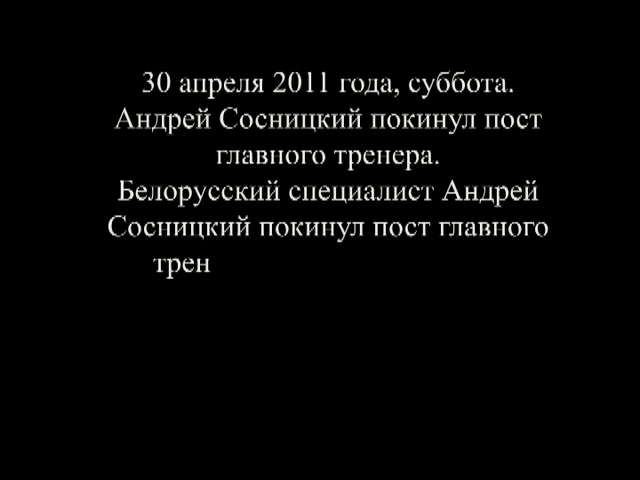 30 апреля 2011 года, суббота.
Андрей Сосницкий покинул пост
главного тренера.
Белорусский специалист Андрей
Сосницкий покинул пост главного
трен